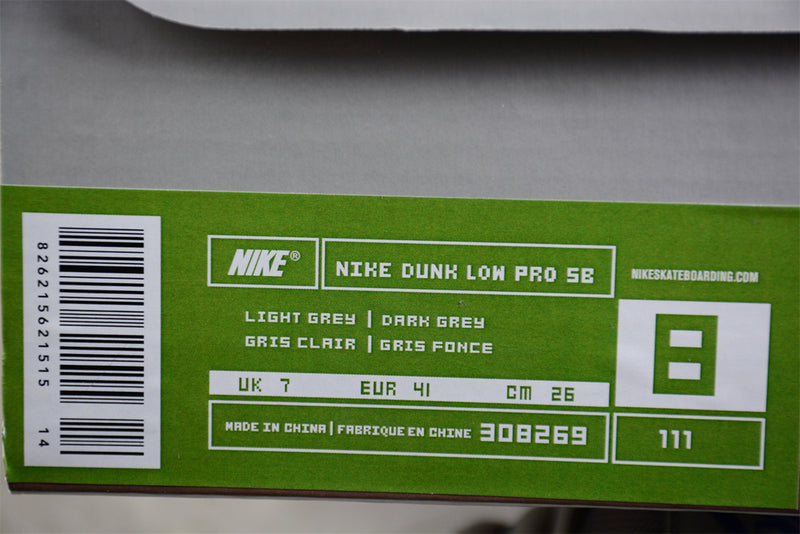 826215621515
14
NIKE®
NIKE DUNK LOW PRO SB
NIKESKATEBOARDING.COM
LIGHT GREY | DARK GREY
GRIS CLAIR | GRIS FONCE
8
UK 7 EUR 41 CM 26
MADE IN CHINA | FABRIQUE EN CHINE 308269
111